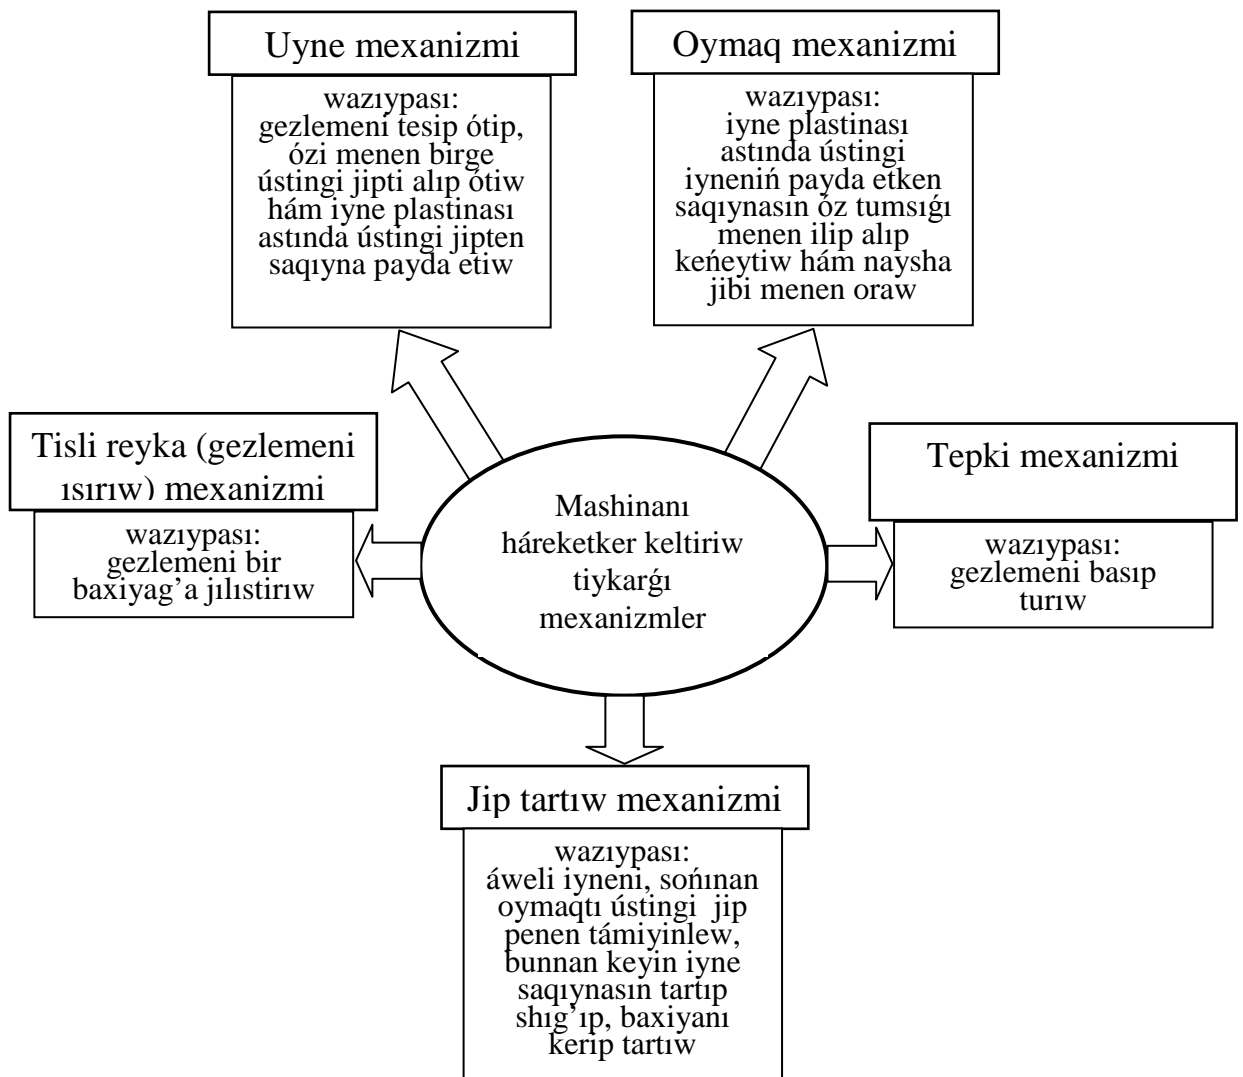 Uyne mexanizmi
wazıypası:
gezlemeni tesip ótip,
ózi menen birge
ústingi jipti alıp ótiw
hám iyne plastinası
astında ústingi jipten
saqıyna payda etiw
Oymaq mexanizmi
wazıypası:
iyne plastinası
astında ústingi
iyneniń payda etken
saqıynasın óz tumsıǵı
menen ilip alıp
keńeytiw hám naysha
jibi menen oraw
Tisli reyka (gezlemeni
ısırıw) mexanizmi
wazıypası:
gezlemeni bir
baxiyag’a jılıstirıw
Mashinanı
háreketker keltiriw
tiykarǵı
mexanizmler
Tepki mexanizmi
wazıypası:
gezlemeni basıp
turıw
Jip tartıw mexanizmi
wazıypası:
áweli iyneni, sońınan
oymaqtı ústingi jip
penen támiyinlew,
bunnan keyin iyne
saqıynasın tartıp
shıg’ıp, baxiyanı
kerip tartıw